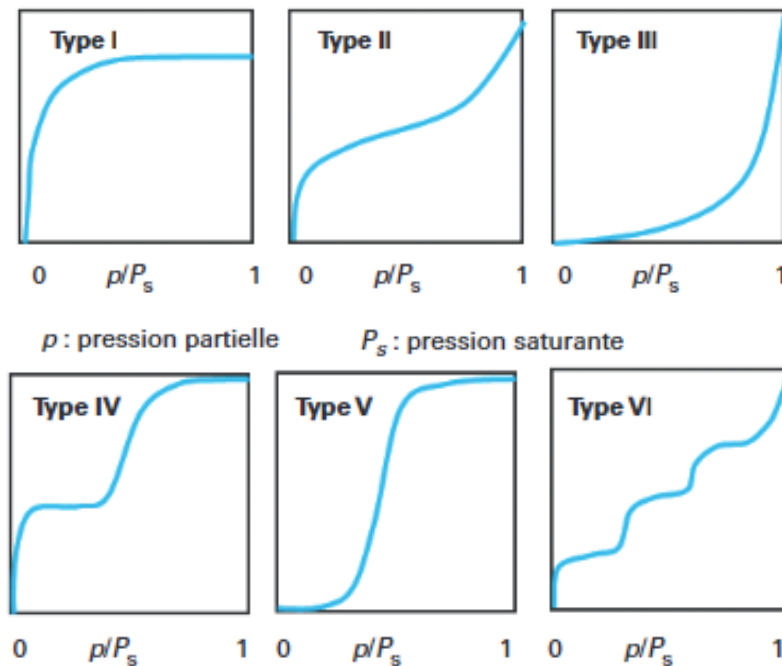 Type I
Type II
Type III
0 p/Ps 1
0 p/Ps 1
0 p/Ps 1
p : pression partielle Ps : pression saturante
Type IV
Type V
Type VI
0 p/Ps 1
0 p/Ps 1
0 p/Ps 1